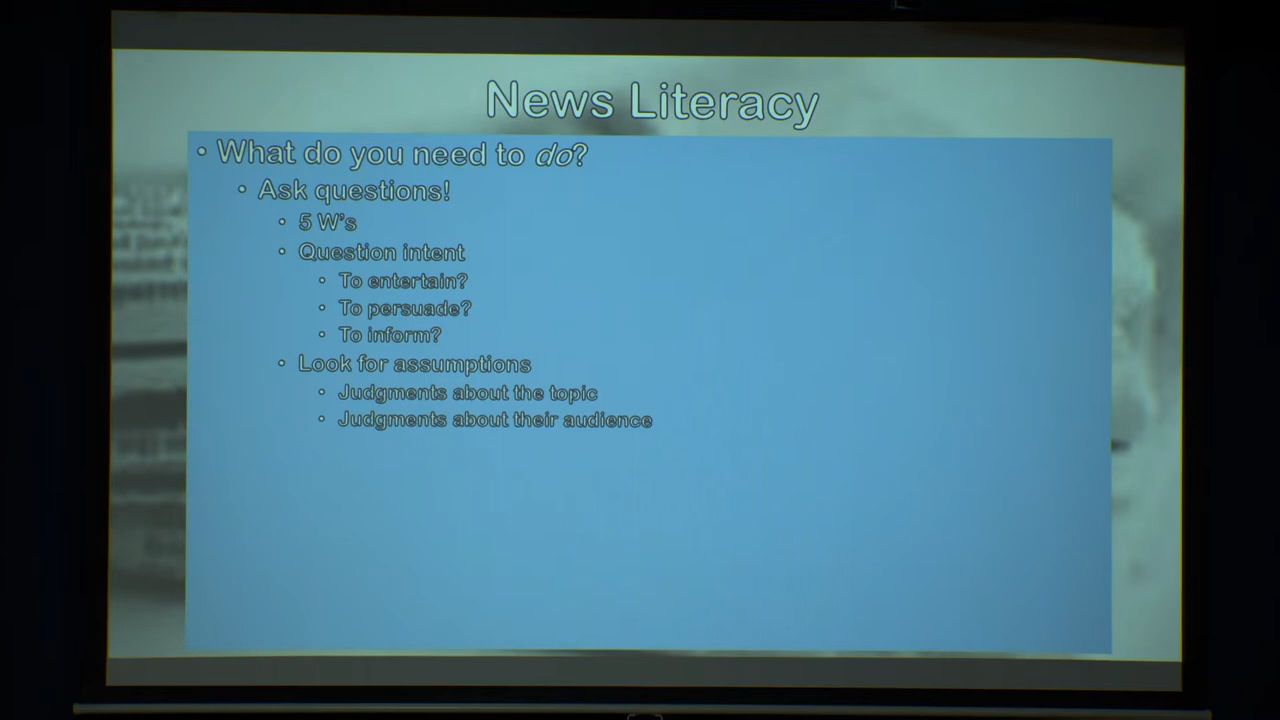 News Literacy
• What do you need to do?
• Ask questions!
• 5 W's
• Question intent
• To entertain?
• To persuade?
• To inform?
• Look for assumptions
• Judgments about the topic
• Judgments about their audience